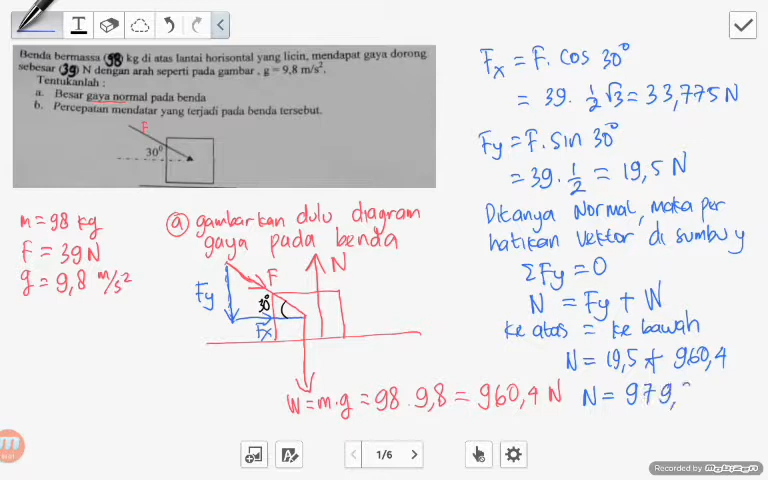 Benda bermassa (98) kg di atas lantai horisontal yang licin, mendapat gaya dorong
sebesar (39) N dengan arah seperti pada gambar, g = 9,8 m/s².
Tentukanlah :
a. Besar gaya normal pada benda
b. Percepatan mendatar yang terjadi pada benda tersebut.
F
30⁰
m = 98 kg
F = 39 N
g = 9,8 m/s²
ⓐ gambarkan dulu diagram
gaya pada benda
N
F
Fy
30°
Fx
W = m.g = 98 . 9,8 = 960,4 N
Fx = F. cos 30°
= 39. ½ √3 = 33,775 N
Fy = F. sin 30°
= 39. ½ = 19,5 N
Ditanya Normal, maka per
hatikan Vektor di sumbu y
ΣFy = 0
N = Fy + W
ke atas = ke bawah
N = 19,5 + 960,4
N = 979,
1/6
Recorded by